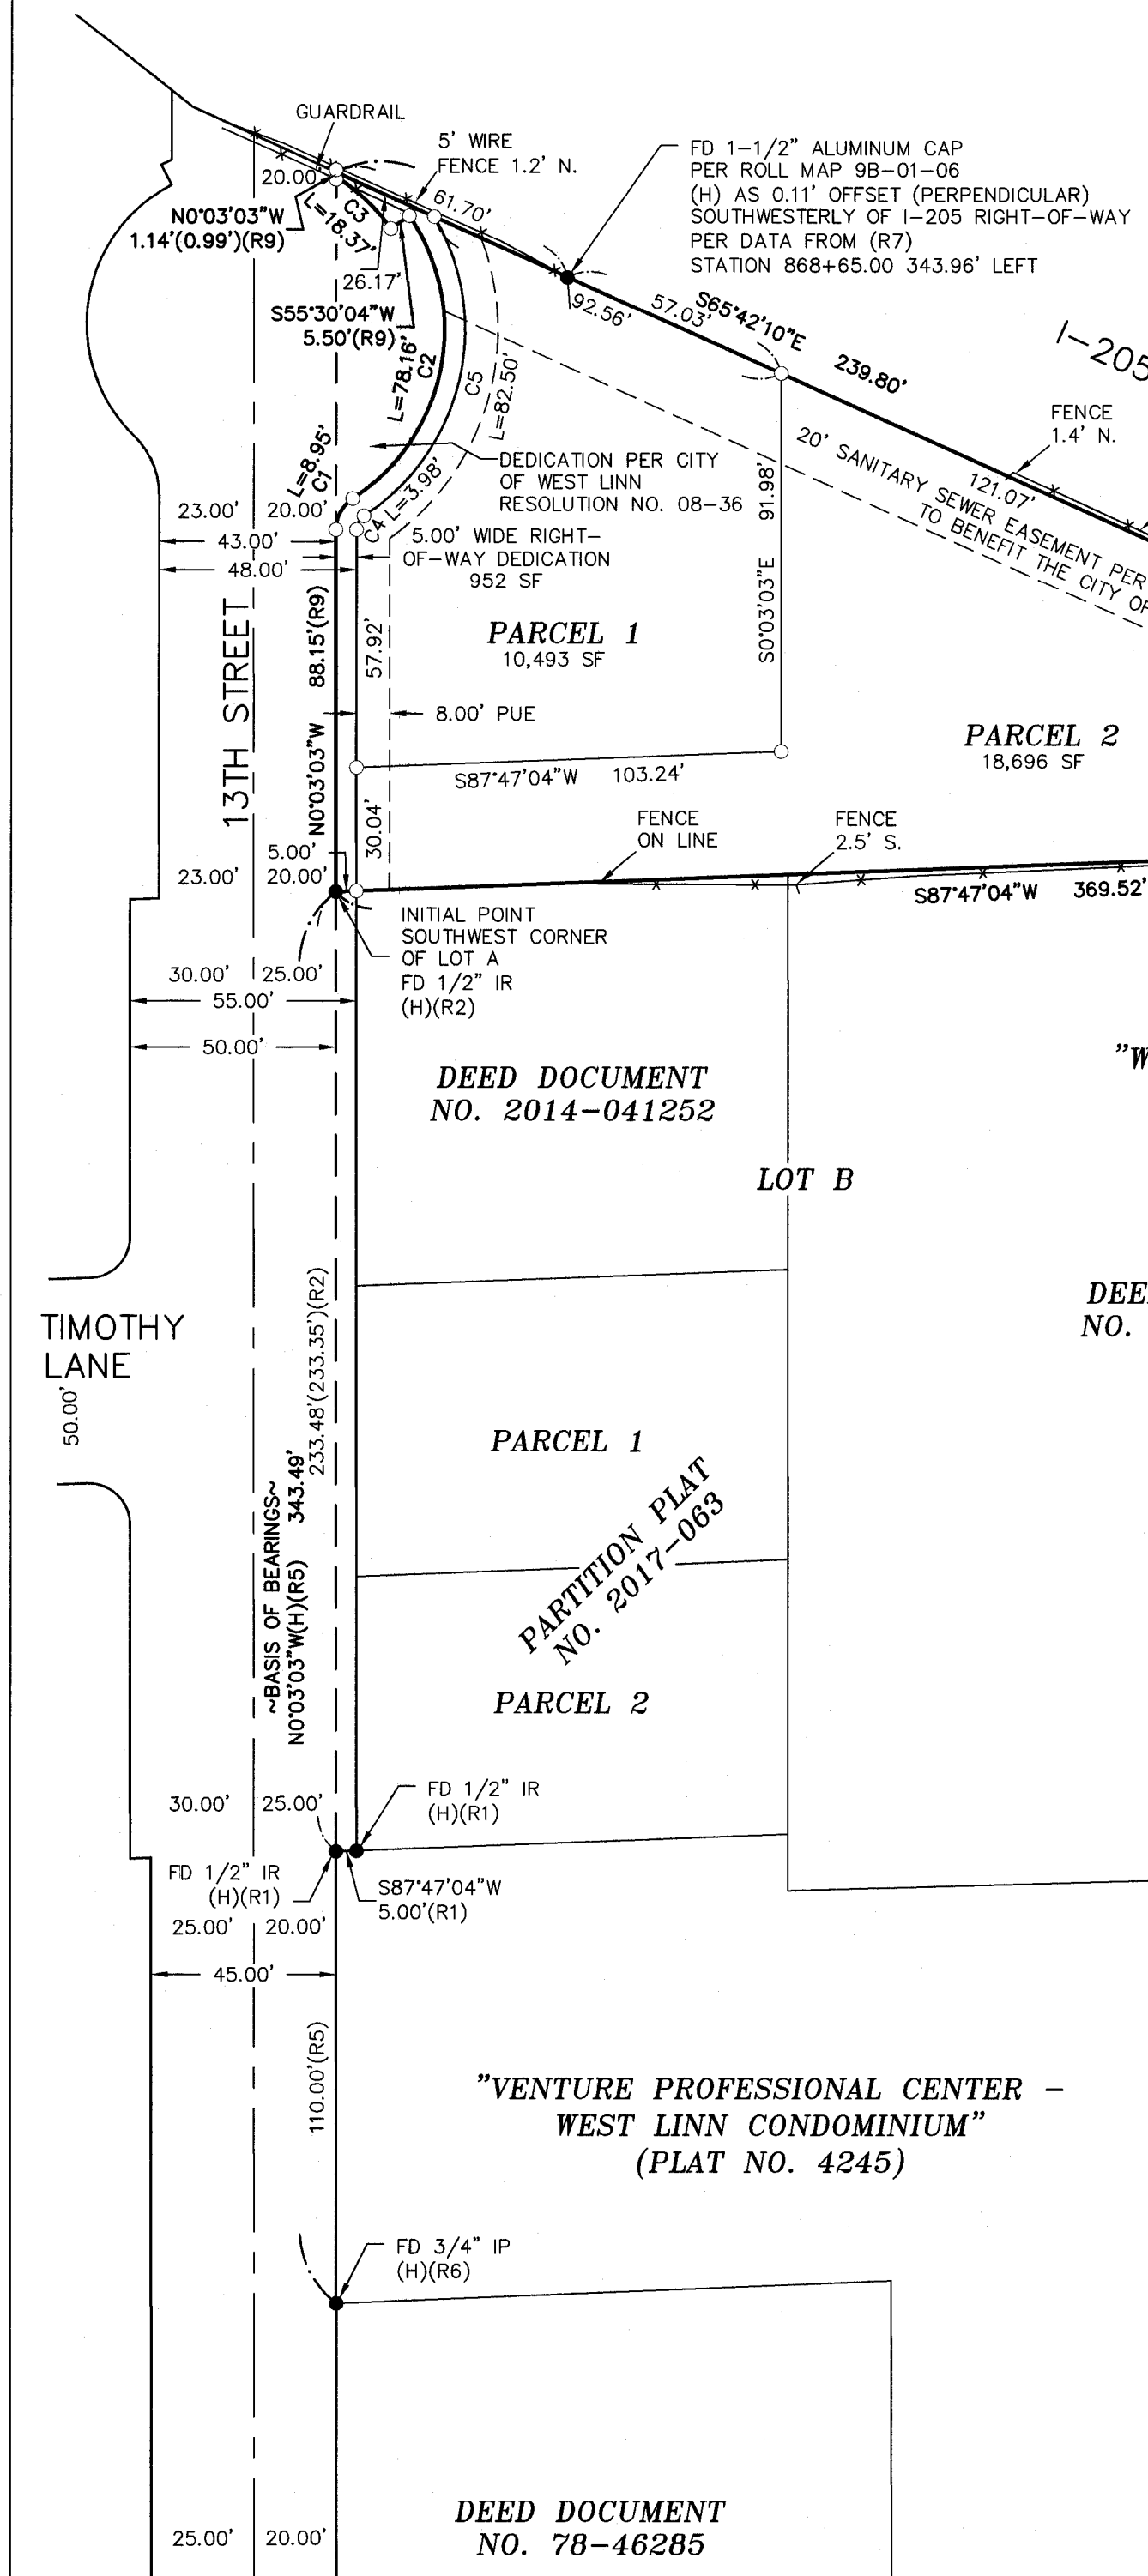 GUARDRAIL
5' WIRE
FENCE 1.2' N.
FD 1-1/2" ALUMINUM CAP
PER ROLL MAP 9B-01-06
(H) AS 0.11' OFFSET (PERPENDICULAR)
SOUTHWESTERLY OF I-205 RIGHT-OF-WAY
PER DATA FROM (R7)
STATION 868+65.00 343.96' LEFT
20.00'
N0°03'03"W
1.14'(0.99')(R9)
C3
L=18.37'
61.70'
26.17'
S55°30'04"W
5.50'(R9)
92.56'
57.03'
S65°42'10"E
239.80'
I-205
L=78.16'
C2
C5
L=82.50'
FENCE
1.4' N.
121.07'
20' SANITARY SEWER EASEMENT PER
TO BENEFIT THE CITY OF
L=8.95'
C1
DEDICATION PER CITY
OF WEST LINN
RESOLUTION NO. 08-36
C4
L=3.98'
91.98'
S0°03'03"E
23.00'
20.00'
43.00'
48.00'
5.00' WIDE RIGHT-
OF-WAY DEDICATION
952 SF
13TH STREET
N0°03'03"W 88.15'(R9)
57.92'
PARCEL 1
10,493 SF
8.00' PUE
PARCEL 2
18,696 SF
S87°47'04"W 103.24'
30.04'
FENCE
ON LINE
FENCE
2.5' S.
5.00'
23.00'
20.00'
S87°47'04"W 369.52'
INITIAL POINT
SOUTHWEST CORNER
OF LOT A
FD 1/2" IR
(H)(R2)
30.00'
25.00'
55.00'
50.00'
"W
DEED DOCUMENT
NO. 2014-041252
LOT B
TIMOTHY
LANE
50.00'
233.48'(233.35')(R2)
DEE
NO.
PARCEL 1
~BASIS OF BEARINGS~
N0°03'03"W(H)(R5) 343.49'
PARTITION PLAT
NO. 2017-063
PARCEL 2
30.00'
25.00'
FD 1/2" IR
(H)(R1)
FD 1/2" IR
(H)(R1)
S87°47'04"W
5.00'(R1)
25.00'
20.00'
45.00'
110.00'(R5)
"VENTURE PROFESSIONAL CENTER -
WEST LINN CONDOMINIUM"
(PLAT NO. 4245)
FD 3/4" IP
(H)(R6)
DEED DOCUMENT
NO. 78-46285
25.00'
20.00'